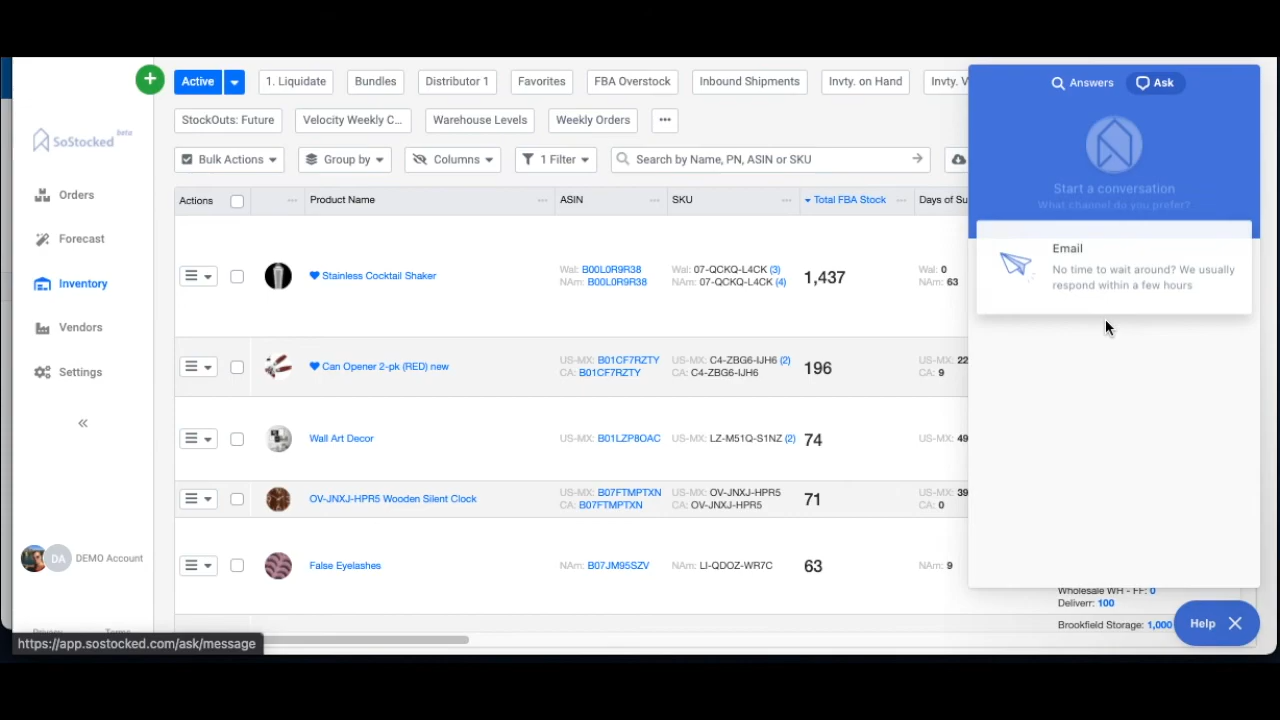 +
Active
1. Liquidate
Bundles
Distributor 1
Favorites
FBA Overstock
Inbound Shipments
Invty. on Hand
Invty. V
StockOuts: Future
Velocity Weekly C...
Warehouse Levels
Weekly Orders
...
SoStocked Beta
Orders
Forecast
Inventory
Vendors
Settings
«
DA DEMO Account
Bulk Actions
Group by
Columns
1 Filter
Search by Name, PN, ASIN or SKU
Actions
Product Name
ASIN
SKU
Total FBA Stock
Days of Su
Stainless Cocktail Shaker
Wal: B00L0R9R38
NAm: B00L0R9R38
Wal: 07-QCKQ-L4CK (3)
NAm: 07-QCKQ-L4CK (4)
1,437
Wal: 0
NAm: 63
Can Opener 2-pk (RED) new
US-MX: B01CF7RZTY
CA: B01CF7RZTY
US-MX: C4-ZBG6-IJH6 (2)
CA: C4-ZBG6-IJH6
196
US-MX: 22
CA: 9
Wall Art Decor
US-MX: B01LZP8OAC
US-MX: LZ-M51Q-S1NZ (2)
74
US-MX: 49
OV-JNXJ-HPR5 Wooden Silent Clock
US-MX: B07FTMPTXN
CA: B07FTMPTXN
US-MX: OV-JNXJ-HPR5
CA: OV-JNXJ-HPR5
71
US-MX: 39
CA: 0
False Eyelashes
NAm: B07JM95SZV
NAm: LI-QDOZ-WR7C
63
NAm: 9
Wholesale WH - FF: 0
Deliverr: 100
Brookfield Storage: 1,000
Answers
Ask
Start a conversation
What channel do you prefer?
Email
No time to wait around? We usually
respond within a few hours
Help
https://app.sostocked.com/ask/message